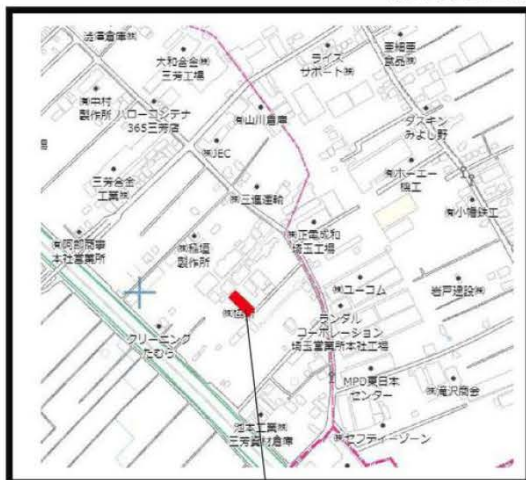 渋澤倉庫㈱
大和合金㈱
三芳工場
ライズ
サポート㈱
亜細亜
食品㈱
㈲中村
製作所
ハローコンテナ
365三芳店
㈲山川倉庫
ダスキン
みよし野
㈱JEC
㈲ホーエー
機工
三芳合金
工業㈱
㈱三進運輸
㈲小幡鉄工
㈲阿部商事
本社営業所
㈱稲垣
製作所
㈱正電成和
埼玉工場
㈱ユーコム
岩戸建設㈱
クリーニング
たむら
ランダル
コーポレーション
埼玉営業所本社工場
MPD東日本
センター
㈱滝沢商会
池本工業㈱
三芳資材倉庫
㈱セフティーゾーン